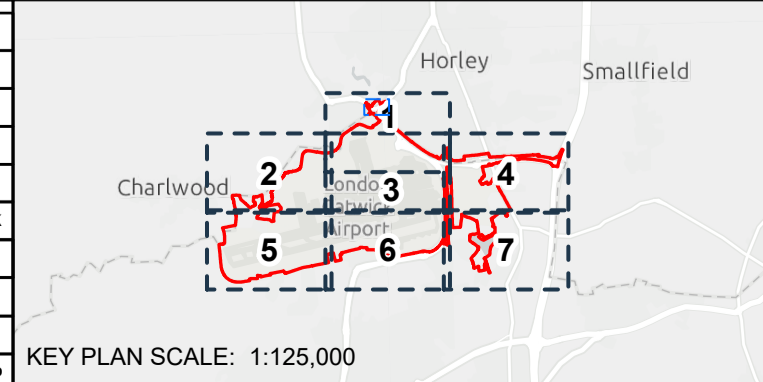 Horley
Smallfield
1
2
4
Charlwood
London
3
Gatwick
Airport
5
6
7
KEY PLAN SCALE: 1:125,000